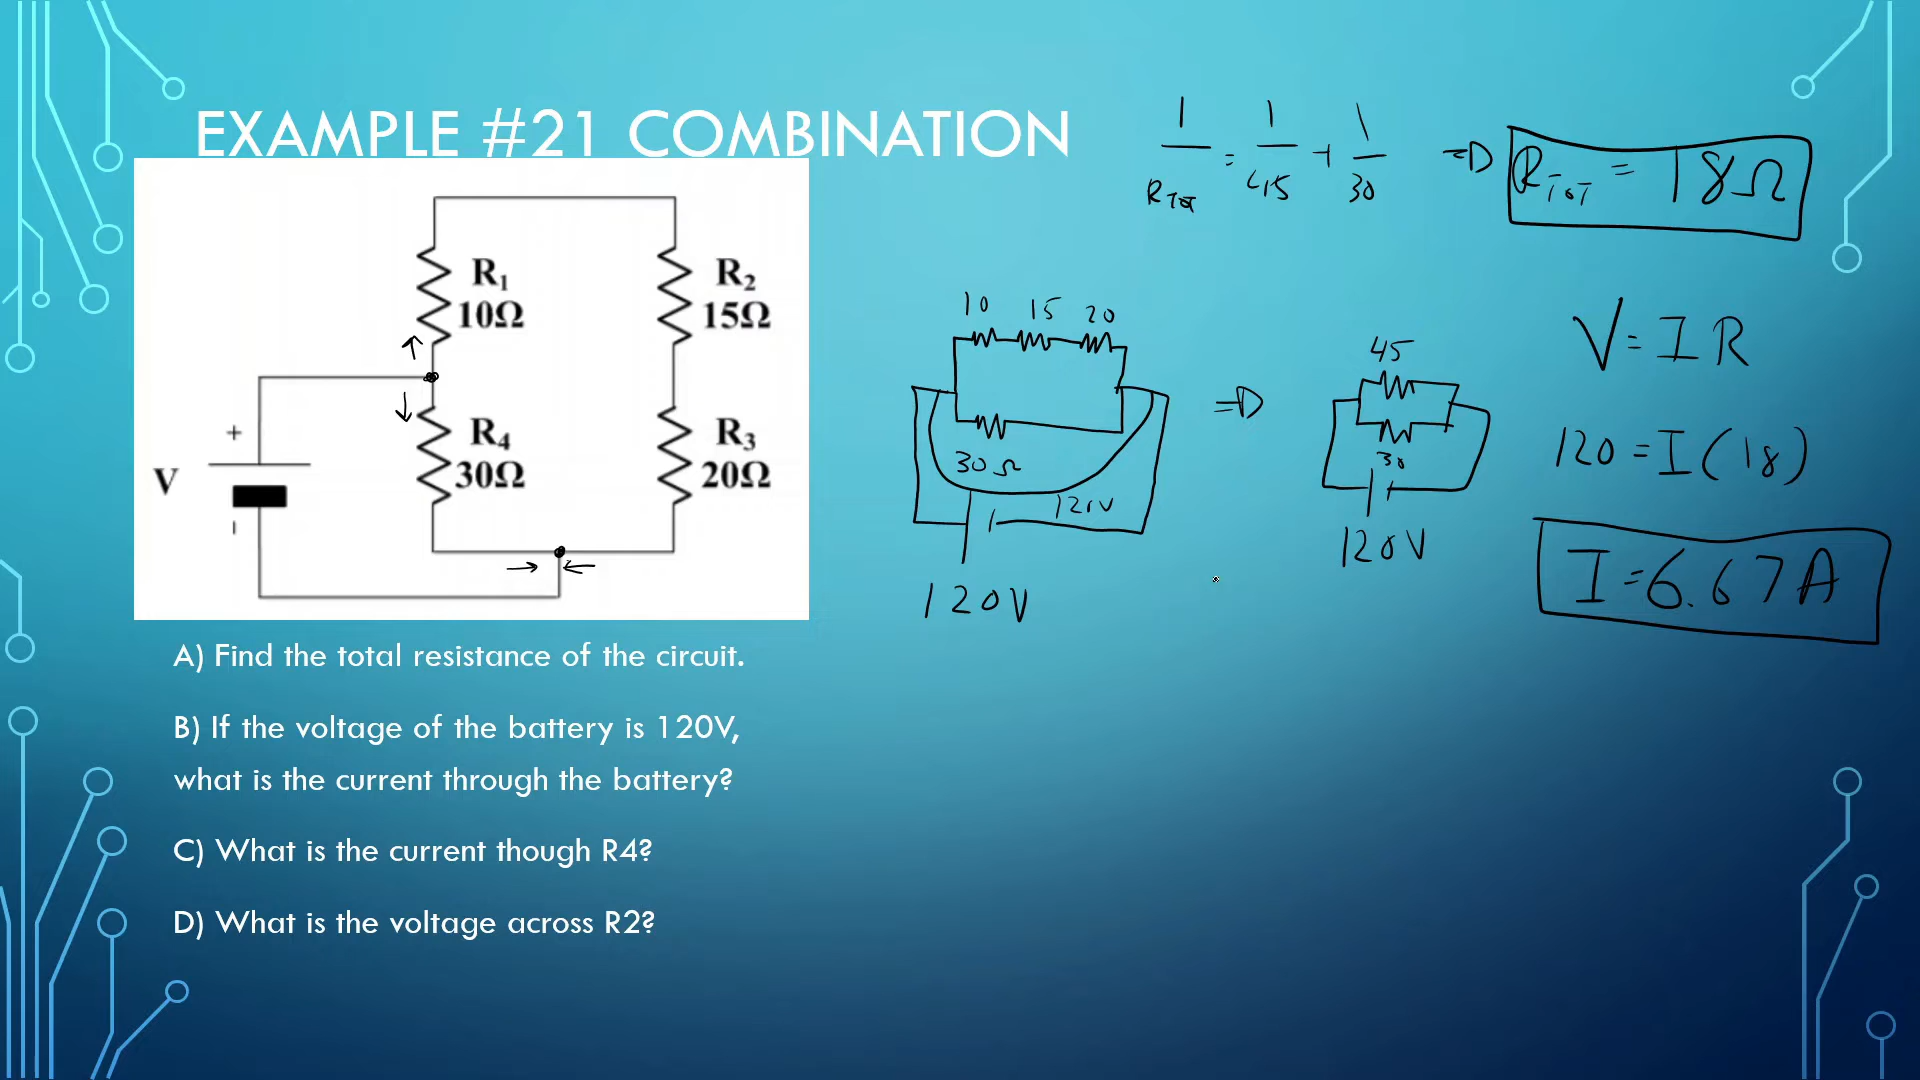 EXAMPLE #21 COMBINATION
R1
10Ω
R2
15Ω
R4
30Ω
R3
20Ω
+
V
A) Find the total resistance of the circuit.
B) If the voltage of the battery is 120V,
what is the current through the battery?
C) What is the current though R4?
D) What is the voltage across R2?
1/RTOT = 1/45 + 1/30 => RTOT = 18Ω
10 15 20
30Ω
120V
120V
=>
45
30
120V
V = IR
120 = I(18)
I = 6.67A